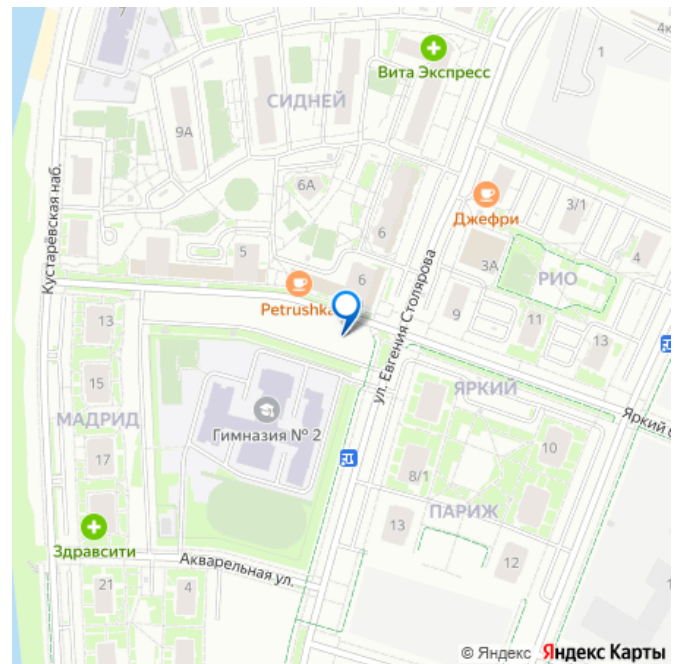 7
4к
1
Вита Экспресс
СИДНЕЙ
9А
6А
3/1
Джефри
Кустарёвская наб.
6
5
3А
4
РИО
6
Petrushka
ул. Евгения Столярова
9
11
13
13
15
ЯРКИЙ
Яркий
МАДРИД
Гимназия № 2
17
10
8/1
ПАРИЖ
13
Здравсити
12
Акварельная ул.
21
4
1
© Яндекс Яндекс Карты